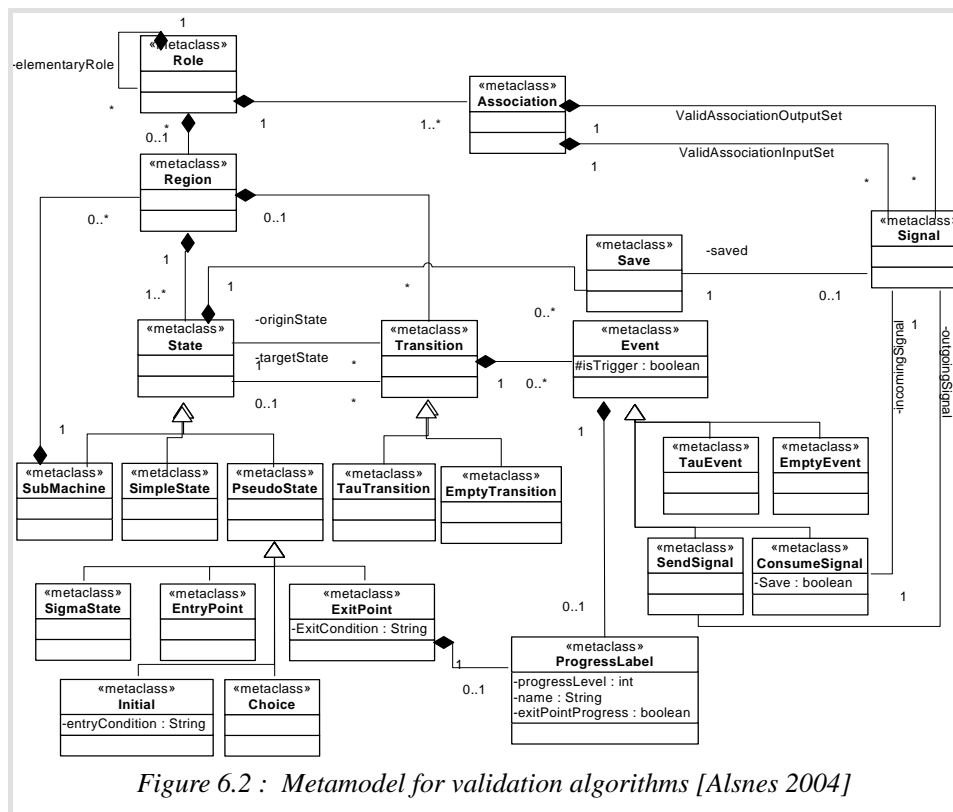 1
«metaclass»
Role
-elementaryRole
*
*
0..1
1
1..*
«metaclass»
Association
ValidAssociationOutputSet
1
ValidAssociationInputSet
1
*
*
«metaclass»
Region
0..*
0..1
1
1..*
1
*
«metaclass»
Save
-saved
1
0..1
0..*
«metaclass»
Signal
«metaclass»
State
-originState
-targetState
1
*
0..1
*
«metaclass»
Transition
1
0..*
«metaclass»
Event
#isTrigger : boolean
1
1
-incomingSignal
-outgoingSignal
1
«metaclass»
SubMachine
«metaclass»
SimpleState
«metaclass»
PseudoState
«metaclass»
TauTransition
«metaclass»
EmptyTransition
«metaclass»
TauEvent
«metaclass»
EmptyEvent
«metaclass»
SendSignal
«metaclass»
ConsumeSignal
-Save : boolean
1
«metaclass»
SigmaState
«metaclass»
EntryPoint
«metaclass»
ExitPoint
-ExitCondition : String
1
0..1
0..1
«metaclass»
ProgressLabel
-progressLevel : int
-name : String
-exitPointProgress : boolean
«metaclass»
Initial
-entryCondition : String
«metaclass»
Choice
Figure 6.2 : Metamodel for validation algorithms [Alsnes 2004]